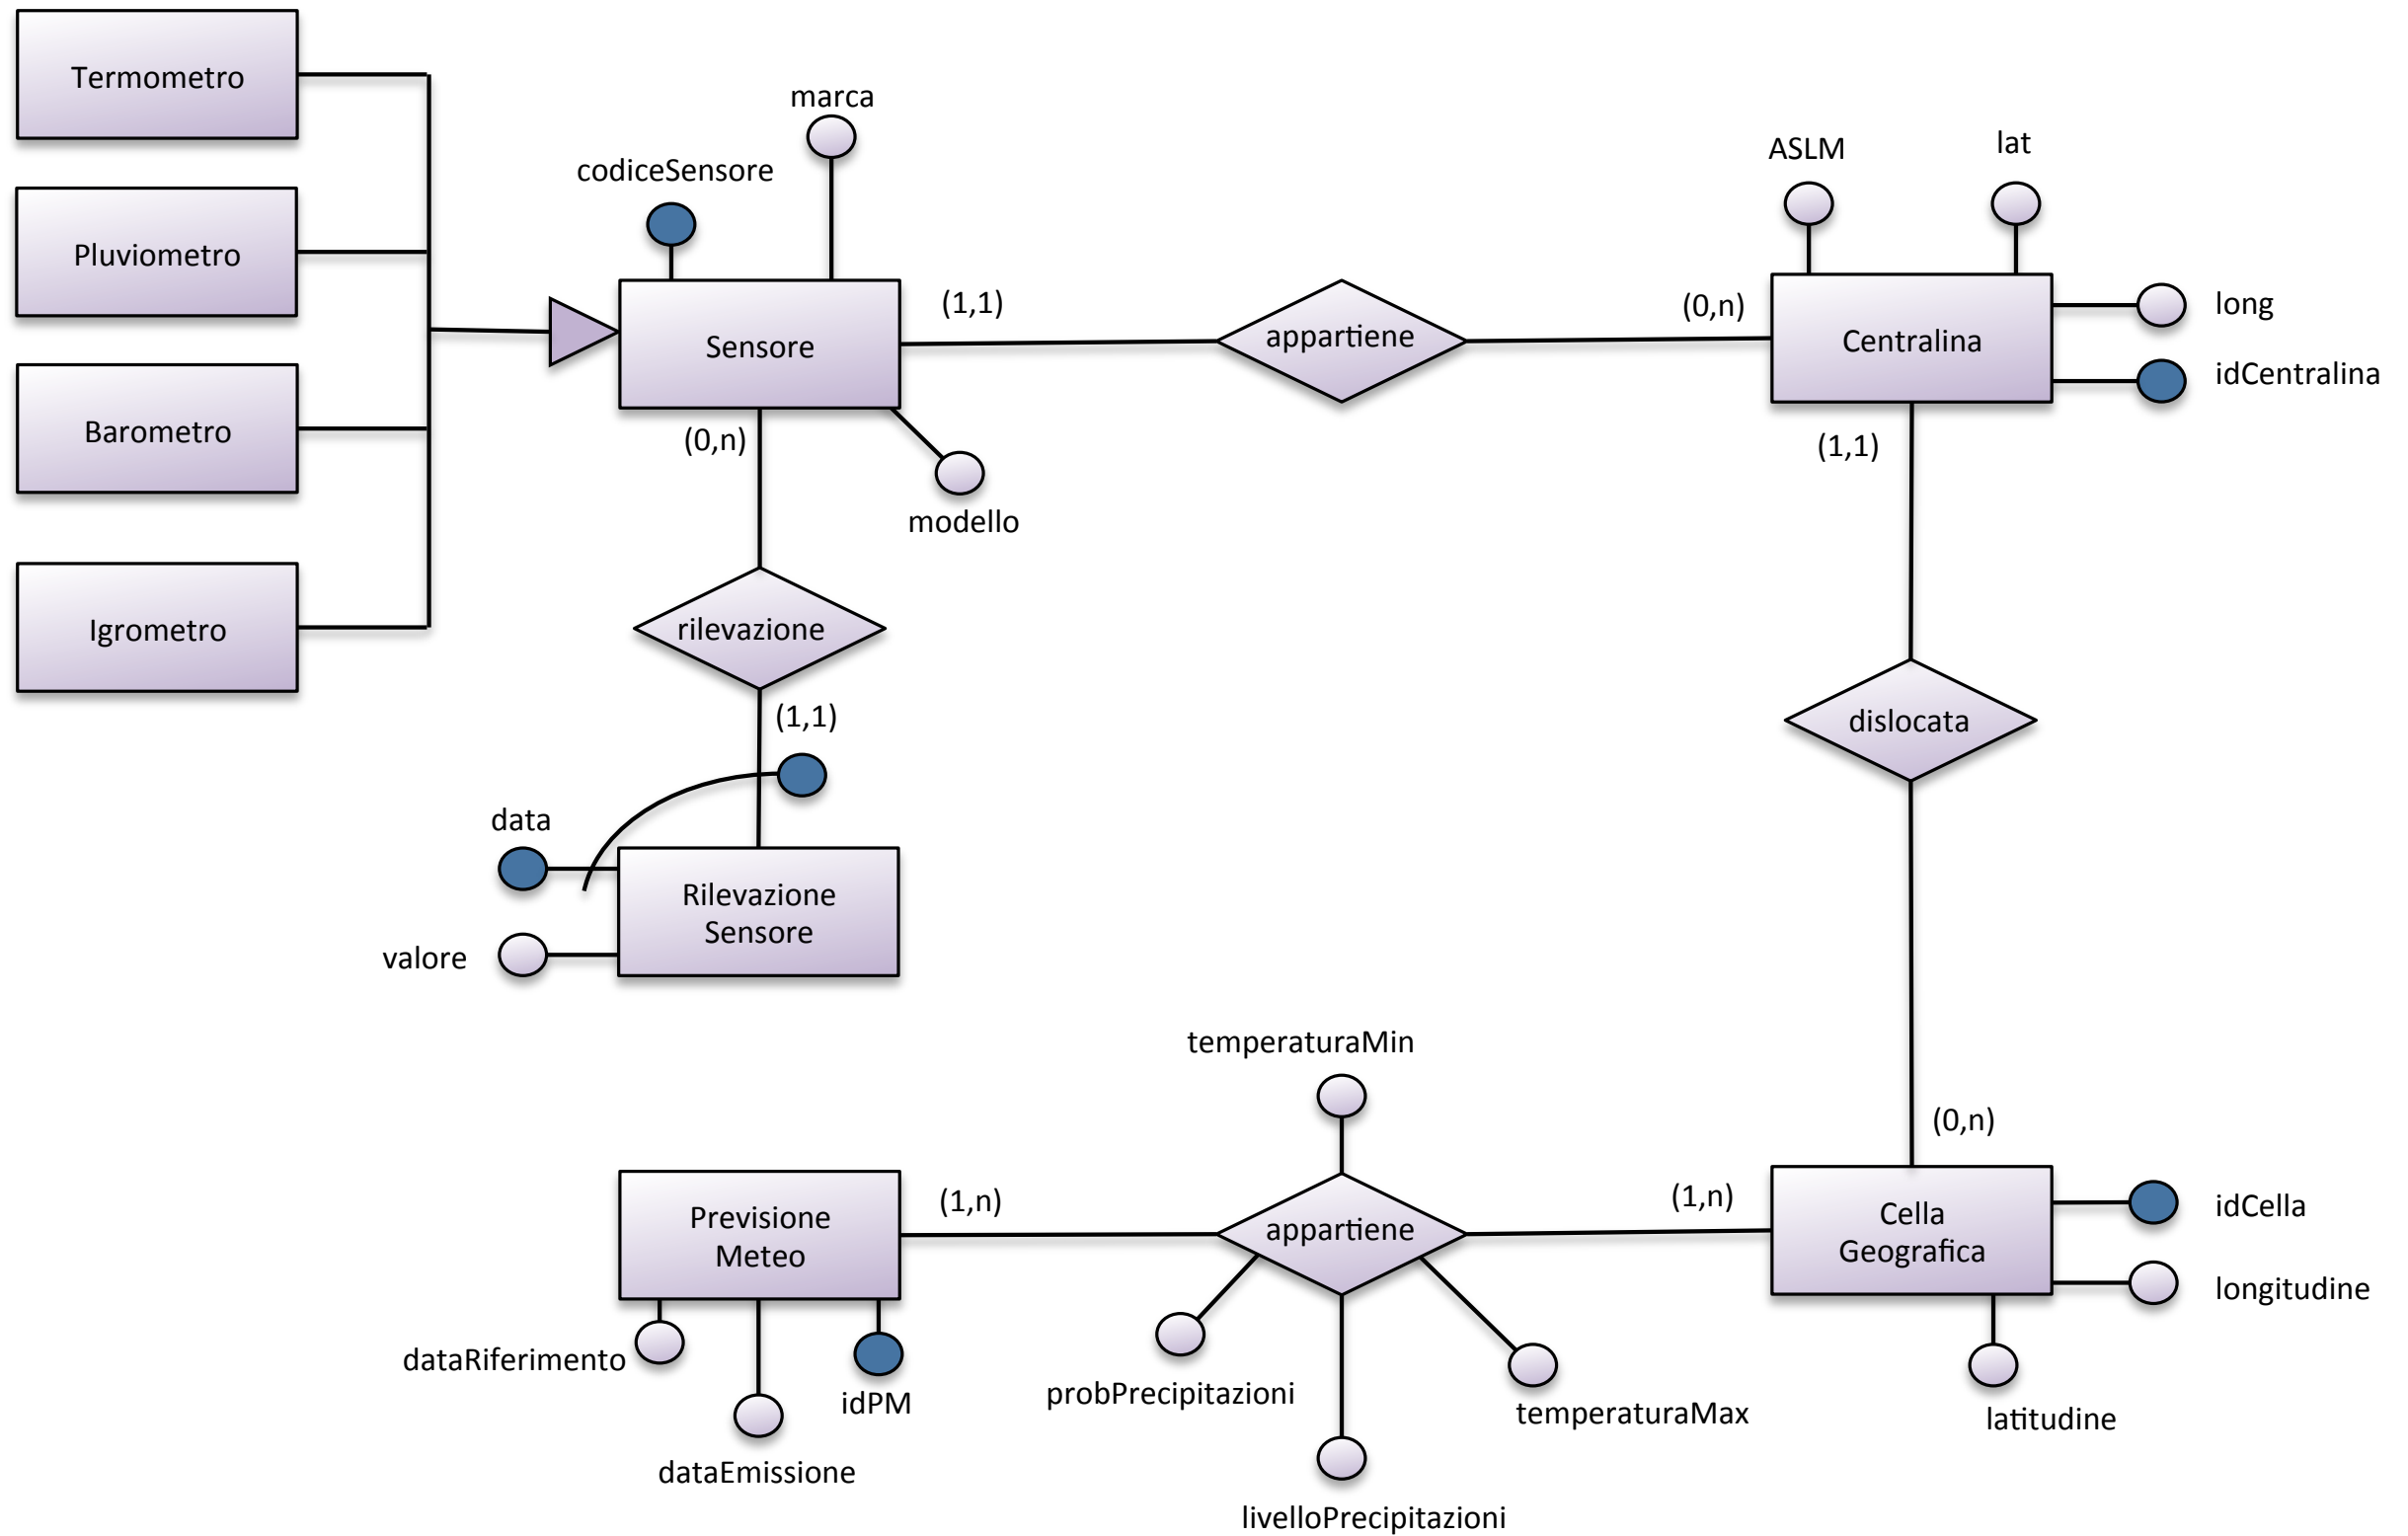 Termometro
marca
ASLM
lat
codiceSensore
Pluviometro
(1,1)
(0,n)
long
Sensore
appartiene
Centralina
idCentralina
Barometro
(0,n)
(1,1)
modello
Igrometro
rilevazione
(1,1)
dislocata
data
Rilevazione
Sensore
valore
temperaturaMin
(0,n)
Previsione
Meteo
(1,n)
appartiene
(1,n)
Cella
Geografica
idCella
longitudine
dataRiferimento
idPM
probPrecipitazioni
temperaturaMax
latitudine
dataEmissione
livelloPrecipitazioni